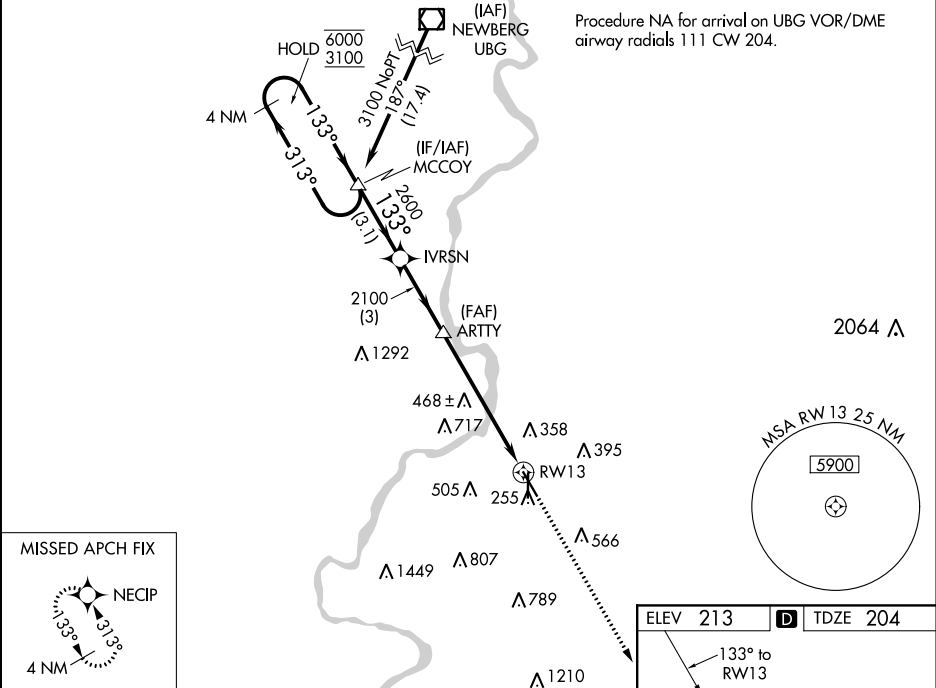 (IAF)
NEWBERG
UBG
Procedure NA for arrival on UBG VOR/DME
airway radials 111 CW 204.
HOLD
6000
3100
3100 NoPT
187°
(17.4)
4 NM
133°
313°
(IF/IAF)
MCCOY
2600
133°
(3.1)
IVRSN
2100
(3)
(FAF)
ARTTY
2064
1292
468 ±
717
358
395
RW13
505
255
566
1449
807
789
1210
MSA RW 13 25 NM
5900
MISSED APCH FIX
NECIP
133°
313°
4 NM
ELEV 213 D TDZE 204
133° to
RW13